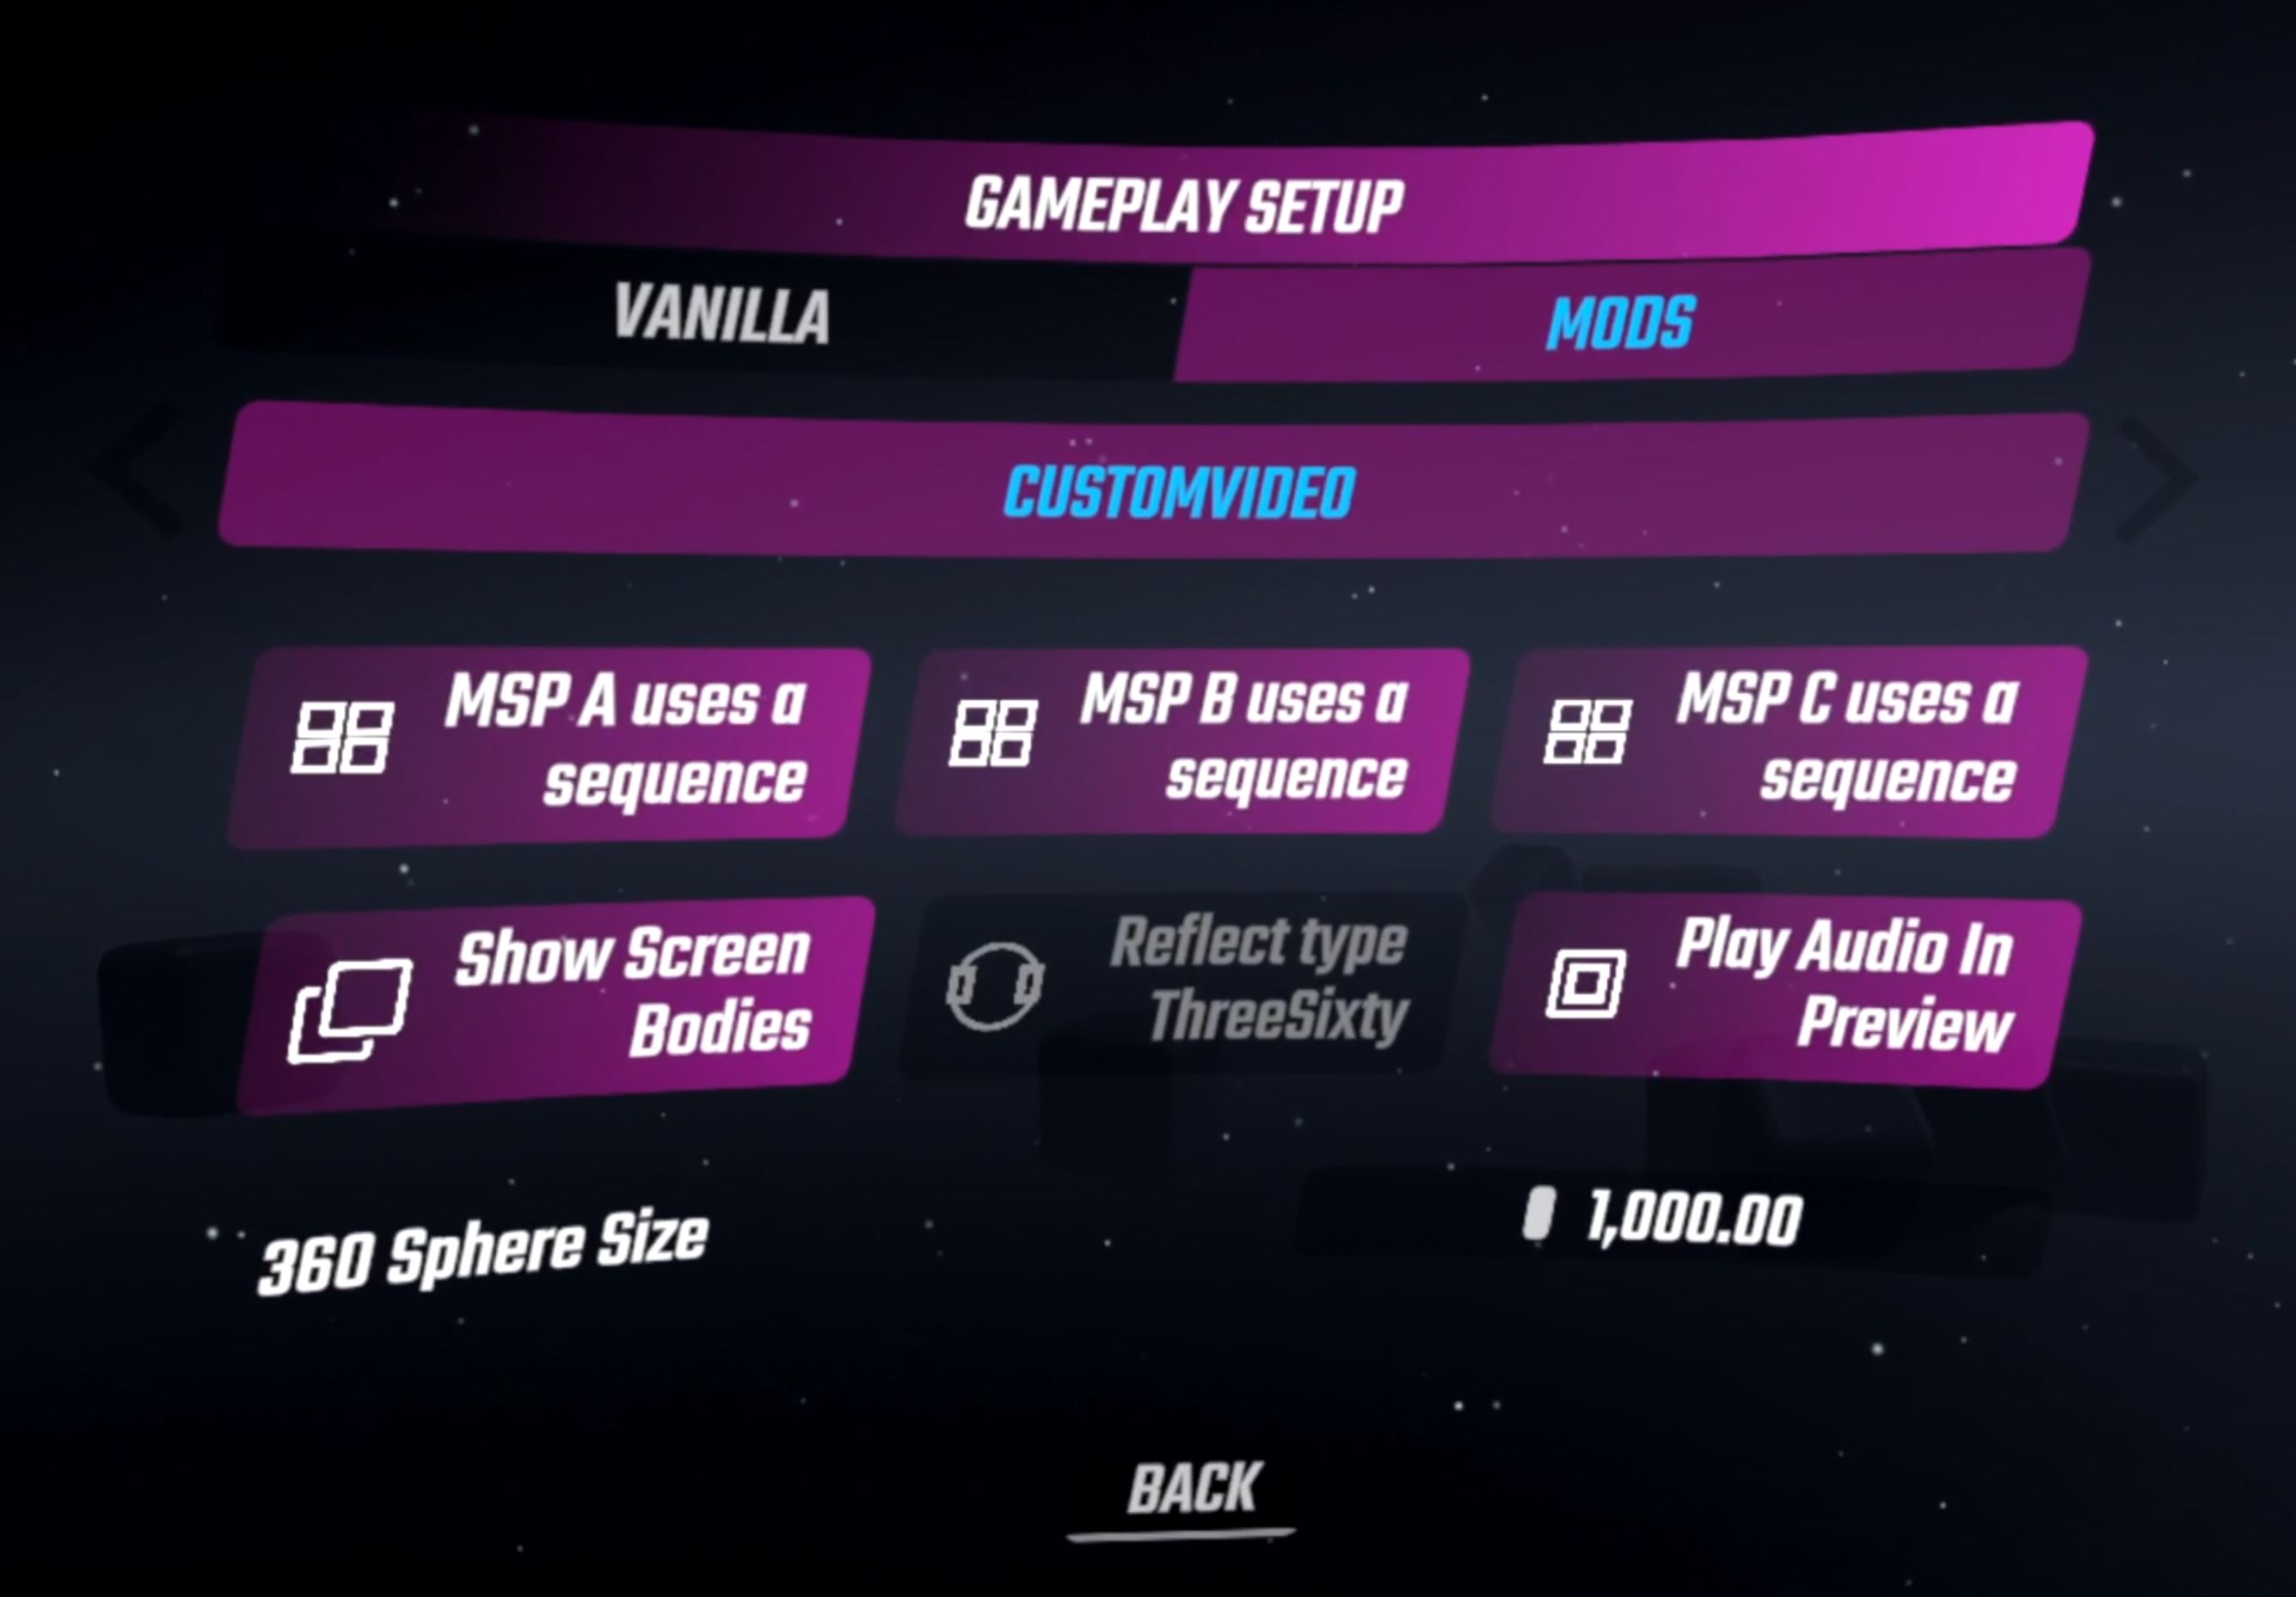 GAMEPLAY SETUP
VANILLA
MODS
CUSTOMVIDEO
MSP A uses a
sequence
MSP B uses a
sequence
MSP C uses a
sequence
Show Screen
Bodies
Reflect type
ThreeSixty
Play Audio In
Preview
360 Sphere Size
1,000.00
BACK